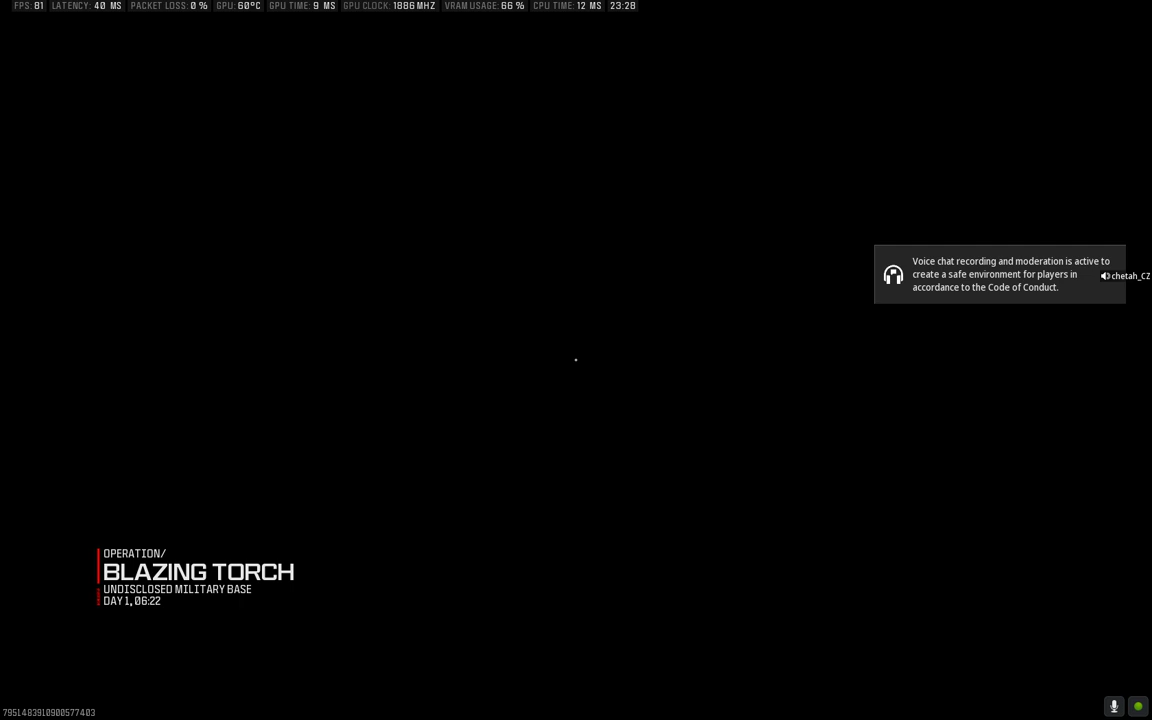 FPS: 81 LATENCY: 40 MS PACKET LOSS: 0 % GPU: 60°C GPU TIME: 9 MS GPU CLOCK: 1886 MHZ VRAM USAGE: 66 % CPU TIME: 12 MS 23:28
Voice chat recording and moderation is active to
create a safe environment for players in
accordance to the Code of Conduct.
chetah_CZ
OPERATION/
BLAZING TORCH
UNDISCLOSED MILITARY BASE
DAY 1, 06:22
7951483910900577403